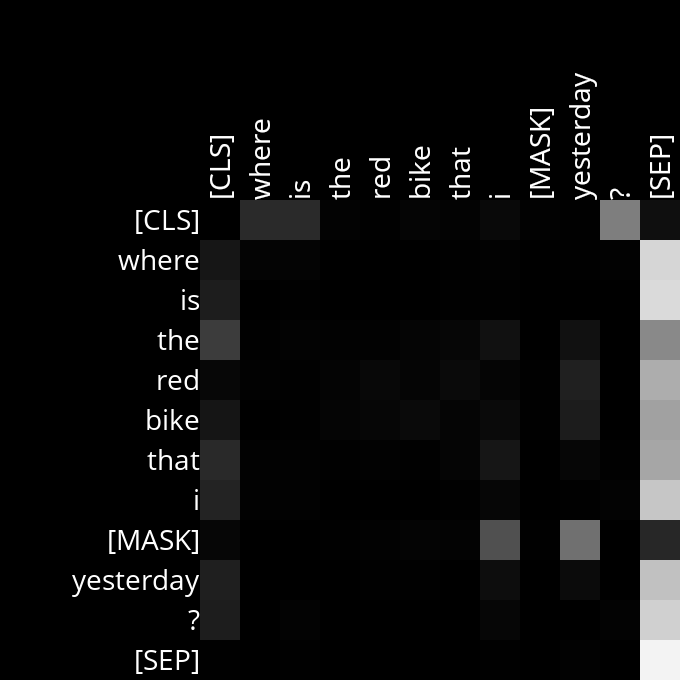 [CLS] where is the red bike that i [MASK] yesterday ? [SEP]
[CLS]
where
is
the
red
bike
that
i
[MASK]
yesterday
?
[SEP]